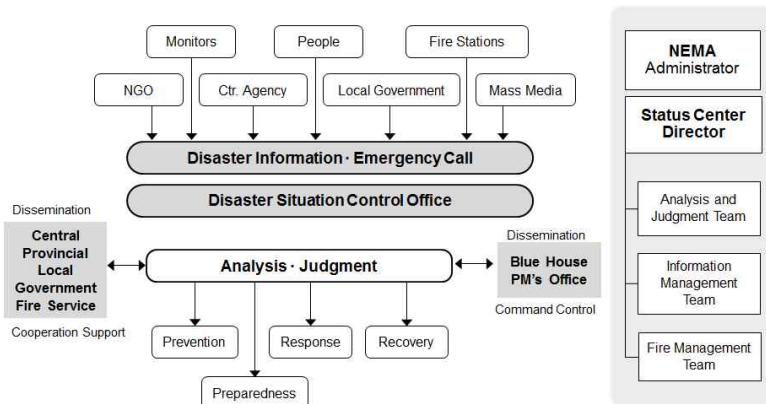 Monitors
People
Fire Stations
NGO
Ctr. Agency
Local Government
Mass Media
Disaster Information · Emergency Call
Disaster Situation Control Office
Dissemination
Central
Provincial
Local
Government
Fire Service
Cooperation Support
Analysis · Judgment
Dissemination
Blue House
PM's Office
Command Control
Prevention
Response
Recovery
Preparedness
NEMA
Administrator
Status Center
Director
Analysis and
Judgment Team
Information
Management
Team
Fire Management
Team